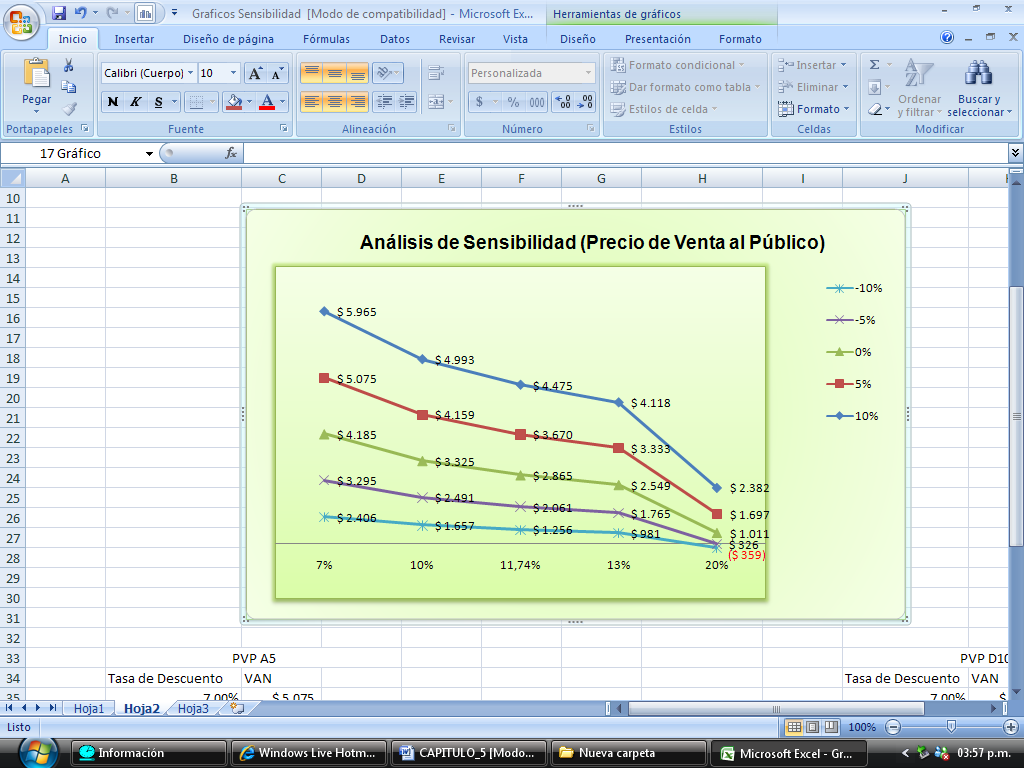 Graficos Sensibilidad [Modo de compatibilidad] - Microsoft Exc... Herramientas de gráficos
Inicio Insertar Diseño de página Fórmulas Datos Revisar Vista Diseño Presentación Formato
Pegar
Portapapeles
Calibri (Cuerpo) 10
N K S
Fuente
Alineación
Personalizada
$ % 000
Número
Formato condicional
Dar formato como tabla
Estilos de celda
Estilos
Insertar
Eliminar
Formato
Celdas
Σ
Ordenar y filtrar
Buscar y seleccionar
Modificar
17 Gráfico fx
A B C D E F G H I J
10
11
12
13
14
15
16
17
18
19
20
21
22
23
24
25
26
27
28
29
30
31
32
33
34
35
Análisis de Sensibilidad (Precio de Venta al Público)
$ 5.965 $ 4.993 $ 4.475 $ 4.118 $ 2.382
$ 5.075 $ 4.159 $ 3.670 $ 3.333 $ 1.697
$ 4.185 $ 3.325 $ 2.865 $ 2.549 $ 1.011
$ 3.295 $ 2.491 $ 2.061 $ 1.765 $ 326
$ 2.406 $ 1.657 $ 1.256 $ 981 ($ 359)
7% 10% 11,74% 13% 20%
-10%
-5%
0%
5%
10%
PVP A5 PVP D10
Tasa de Descuento VAN Tasa de Descuento VAN
7,00% $ 5.075 7,00% $
Hoja1 Hoja2 Hoja3
Listo 100%
Información Windows Live Hotm... CAPITULO_5 [Modo... Nueva carpeta Microsoft Excel - Gr... 03:57 p.m.